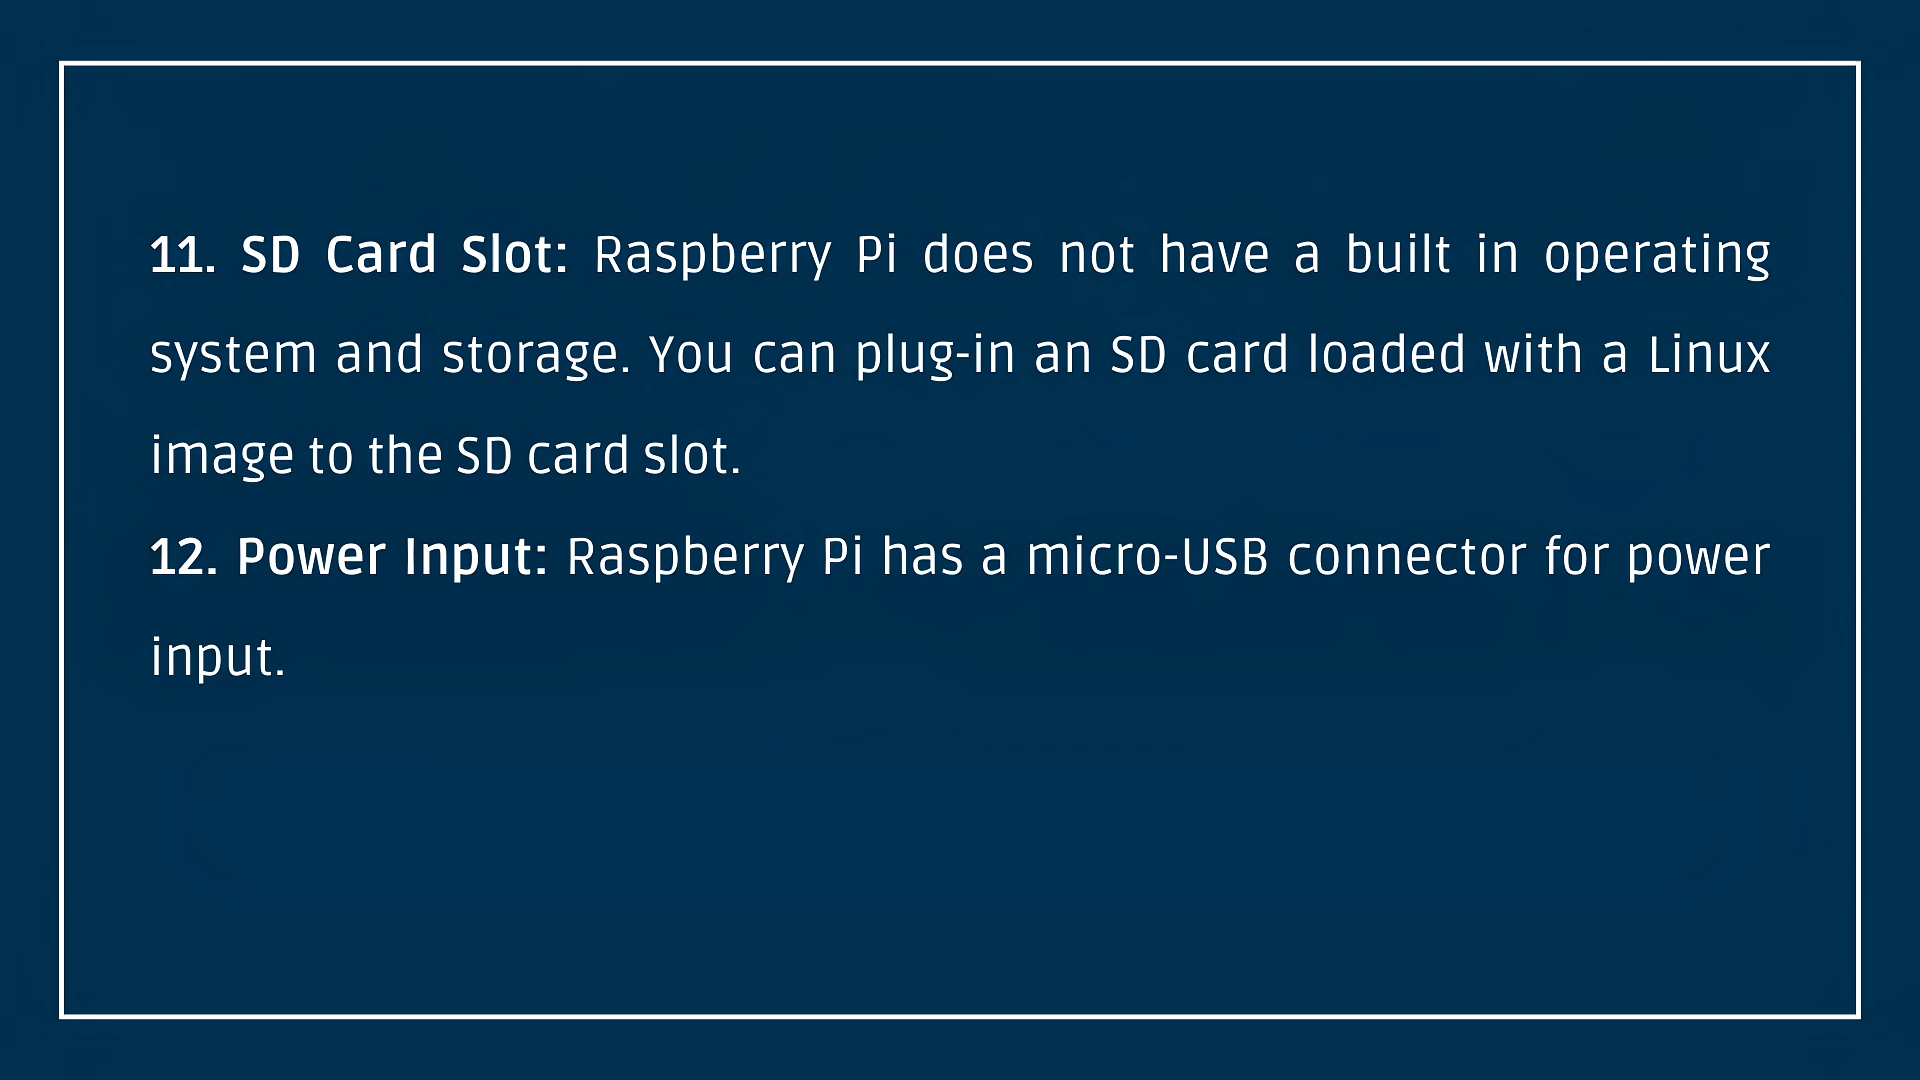 11. SD Card Slot: Raspberry Pi does not have a built in operating
system and storage. You can plug-in an SD card loaded with a Linux
image to the SD card slot.
12. Power Input: Raspberry Pi has a micro-USB connector for power
input.